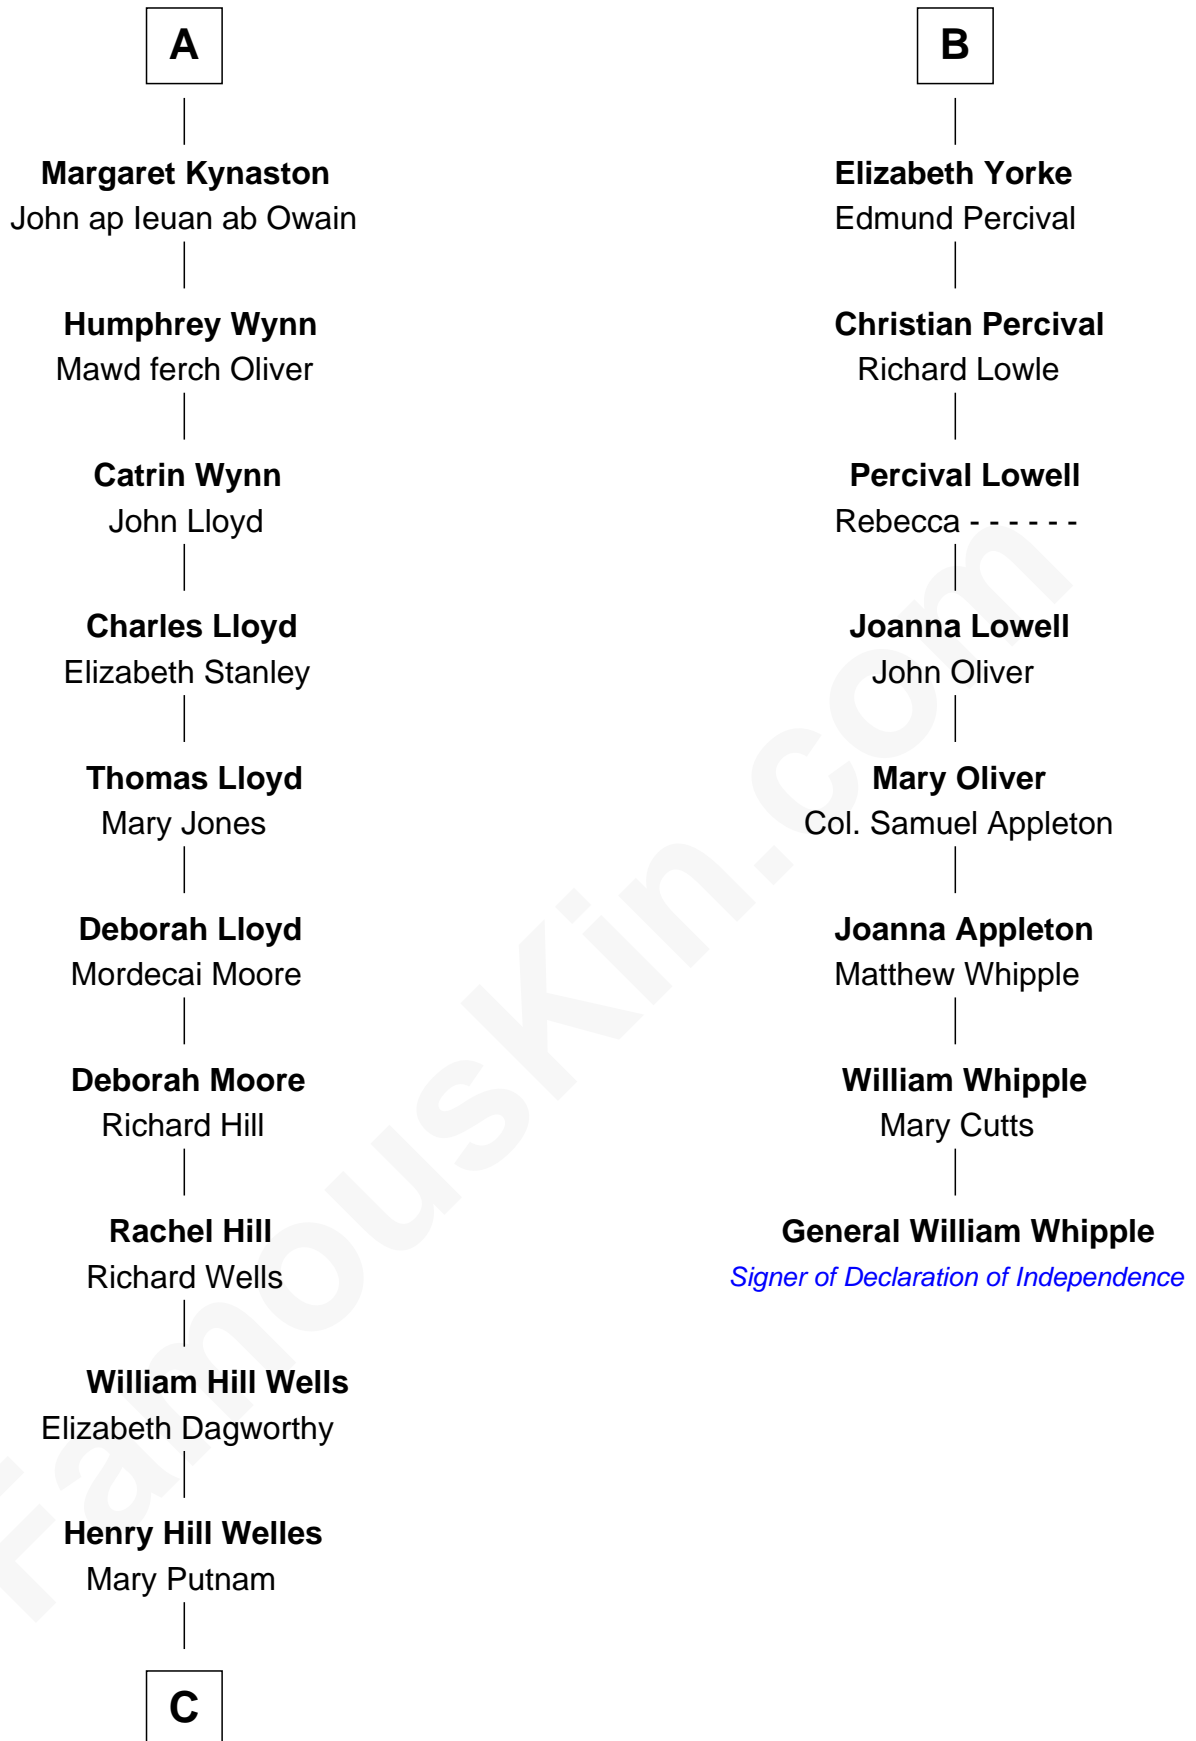 A
Margaret Kynaston
John ap Ieuan ab Owain
Humphrey Wynn
Mawd ferch Oliver
Catrin Wynn
John Lloyd
Charles Lloyd
Elizabeth Stanley
Thomas Lloyd
Mary Jones
Deborah Lloyd
Mordecai Moore
Deborah Moore
Richard Hill
Rachel Hill
Richard Wells
William Hill Wells
Elizabeth Dagworthy
Henry Hill Welles
Mary Putnam
C
B
Elizabeth Yorke
Edmund Percival
Christian Percival
Richard Lowle
Percival Lowell
Rebecca - - - - - -
Joanna Lowell
John Oliver
Mary Oliver
Col. Samuel Appleton
Joanna Appleton
Matthew Whipple
William Whipple
Mary Cutts
General William Whipple
Signer of Declaration of Independence
FamousKin.com